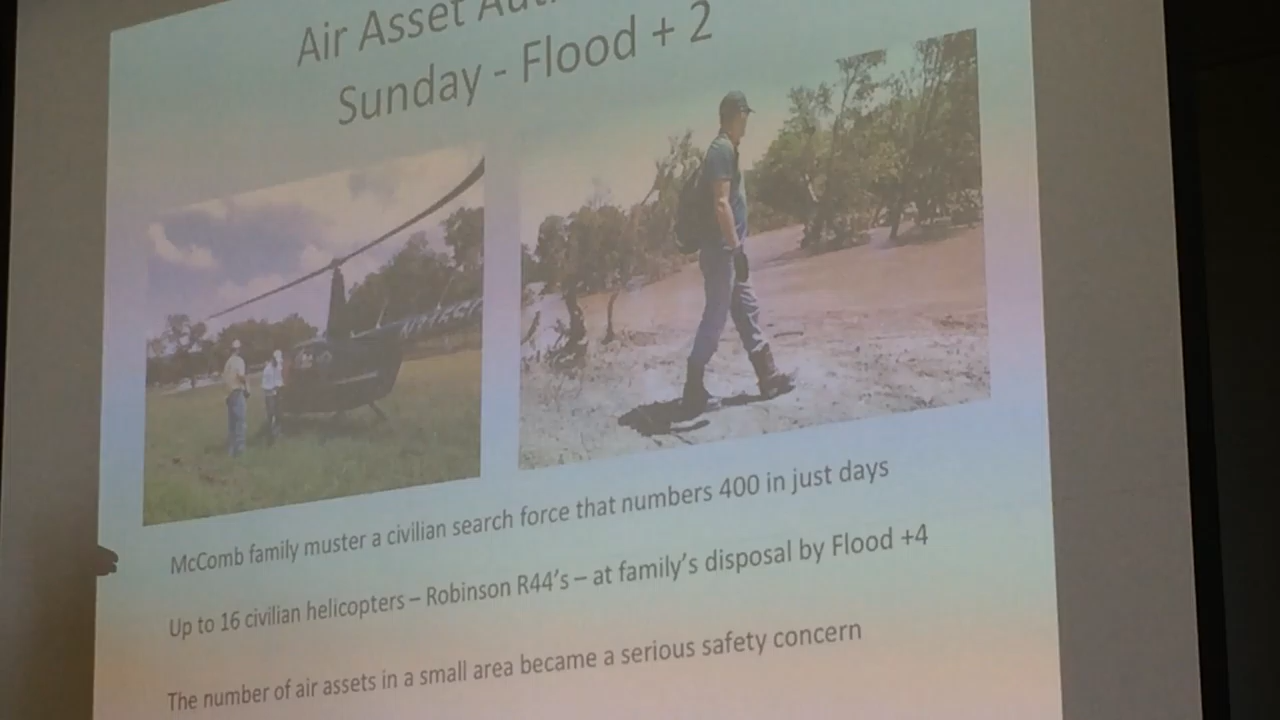 Air Asset
Sunday - Flood + 2
McComb family muster a civilian search force that numbers 400 in just days
Up to 16 civilian helicopters – Robinson R44's – at family's disposal by Flood +4
The number of air assets in a small area became a serious safety concern